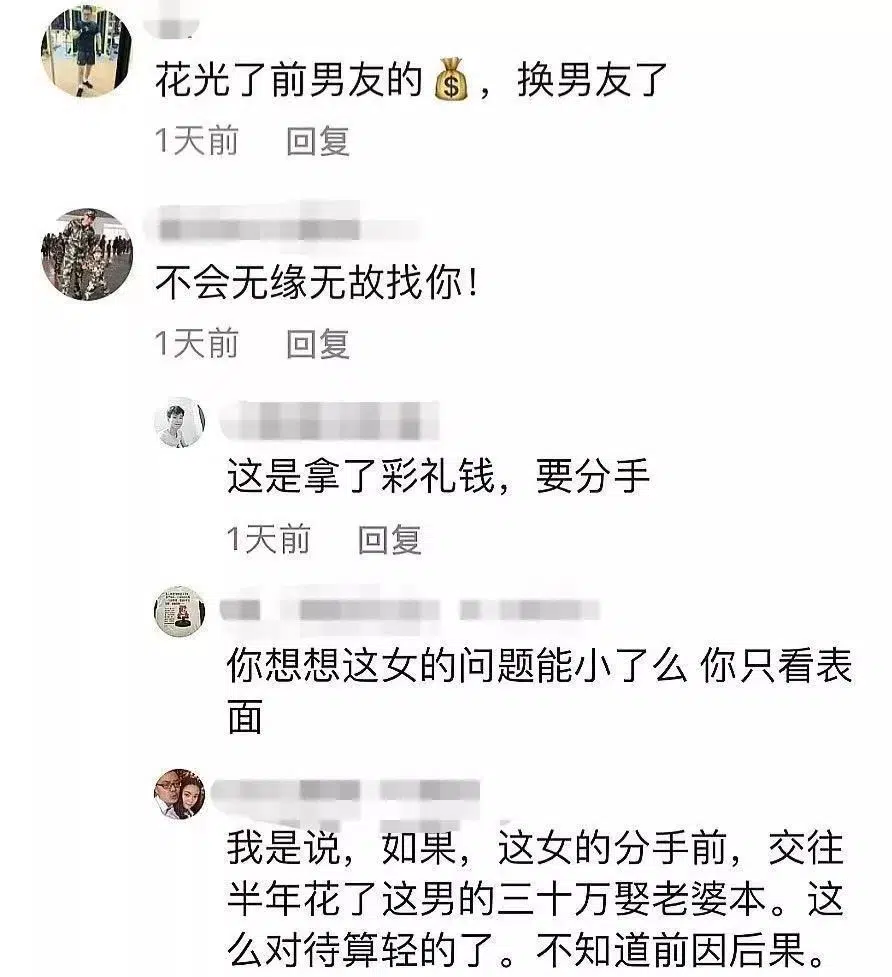 花光了前男友的💰，换男友了
1天前 回复
不会无缘无故找你！
1天前 回复
这是拿了彩礼钱，要分手
1天前 回复
你想想这女的问题能小了么 你只看表
面
我是说，如果，这女的分手前，交往
半年花了这男的三十万娶老婆本。这
么对待算轻的了。不知道前因后果。